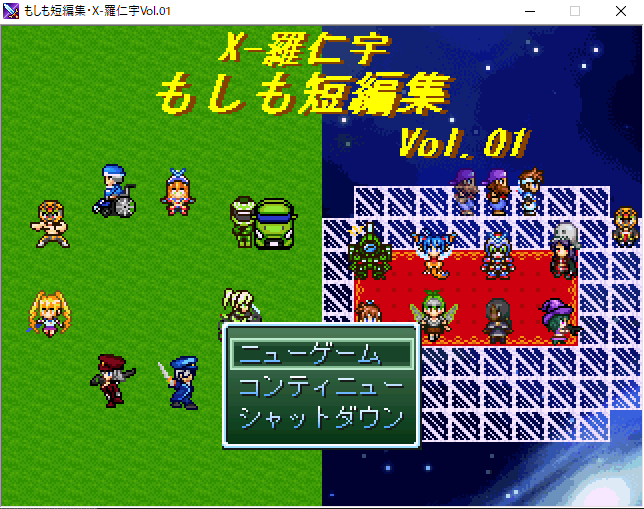 もしも短編集・X-羅仁宇Vol.01
X-羅仁宇
もしも短編集
Vol.01
ニューゲーム
コンティニュー
シャットダウン